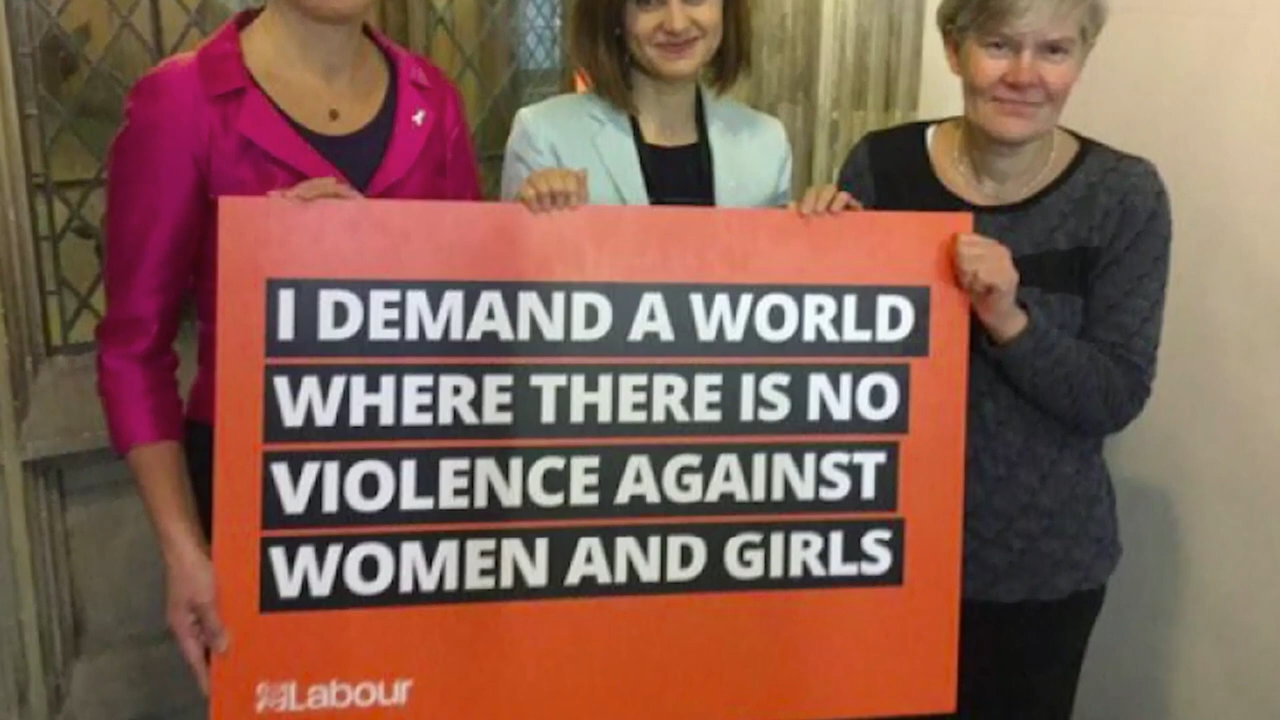 I DEMAND A WORLD
WHERE THERE IS NO
VIOLENCE AGAINST
WOMEN AND GIRLS
Labour